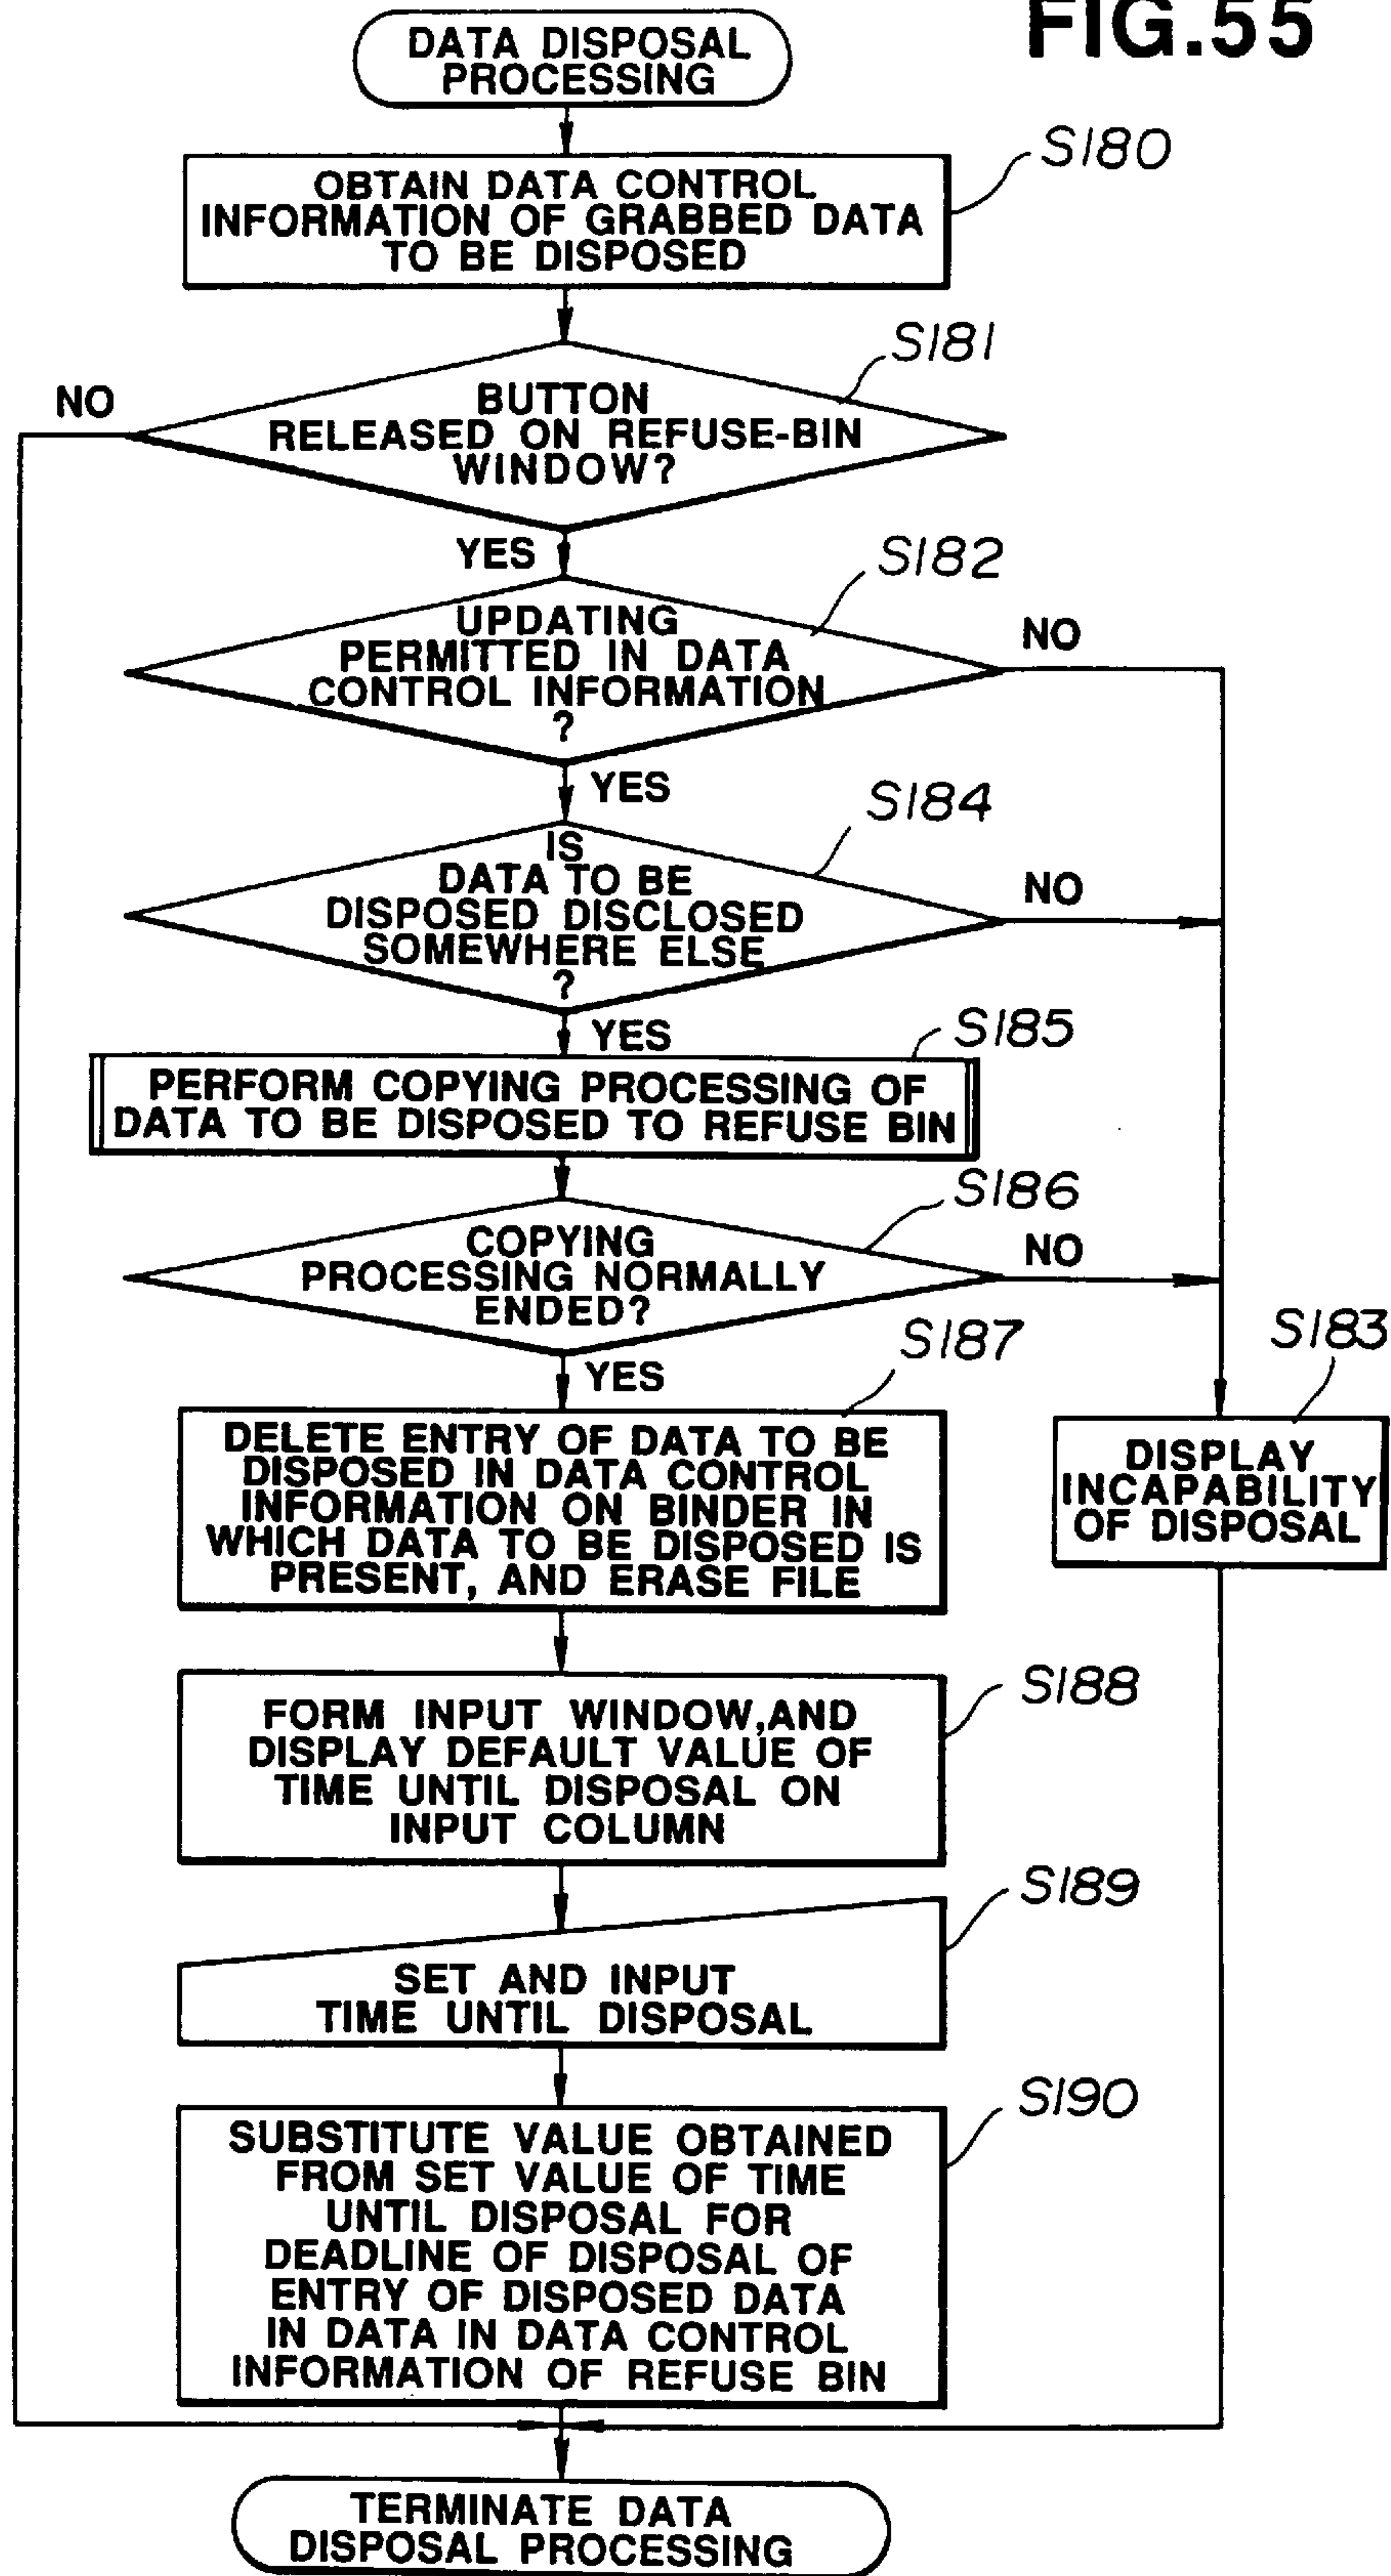 FIG.55
DATA DISPOSAL
PROCESSING
S180
OBTAIN DATA CONTROL
INFORMATION OF GRABBED DATA
TO BE DISPOSED
S181
NO
BUTTON
RELEASED ON REFUSE-BIN
WINDOW?
YES
S182
UPDATING
PERMITTED IN DATA
CONTROL INFORMATION
?
NO
YES
S184
IS
DATA TO BE
DISPOSED DISCLOSED
SOMEWHERE ELSE
?
NO
YES
S185
PERFORM COPYING PROCESSING OF
DATA TO BE DISPOSED TO REFUSE BIN
S186
COPYING
PROCESSING NORMALLY
ENDED?
NO
YES
S187
DELETE ENTRY OF DATA TO BE
DISPOSED IN DATA CONTROL
INFORMATION ON BINDER IN
WHICH DATA TO BE DISPOSED IS
PRESENT, AND ERASE FILE
S183
DISPLAY
INCAPABILITY
OF DISPOSAL
S188
FORM INPUT WINDOW,AND
DISPLAY DEFAULT VALUE OF
TIME UNTIL DISPOSAL ON
INPUT COLUMN
S189
SET AND INPUT
TIME UNTIL DISPOSAL
S190
SUBSTITUTE VALUE OBTAINED
FROM SET VALUE OF TIME
UNTIL DISPOSAL FOR
DEADLINE OF DISPOSAL OF
ENTRY OF DISPOSED DATA
IN DATA IN DATA CONTROL
INFORMATION OF REFUSE BIN
TERMINATE DATA
DISPOSAL PROCESSING